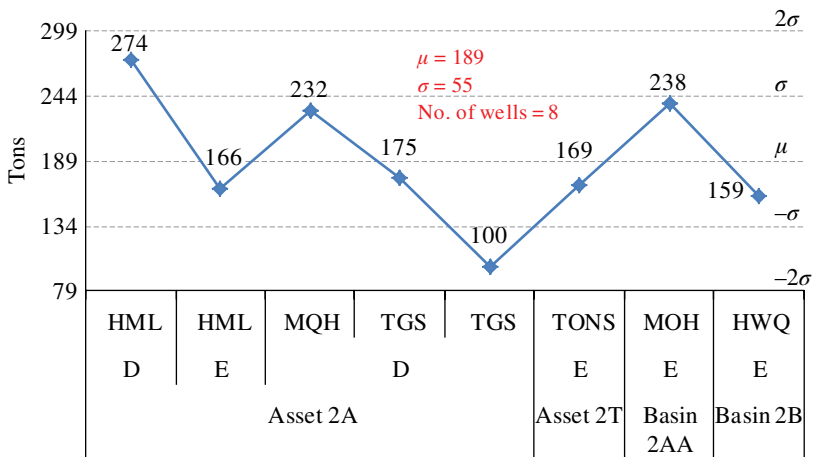 299
244
189
134
79
Tons
2σ
σ
μ
−σ
−2σ
μ = 189
σ = 55
No. of wells = 8
274
166
232
175
100
169
238
159
HML HML MQH TGS TGS TONS MOH HWQ
D E D E E E
Asset 2A Asset 2T Basin Basin 2B
2AA